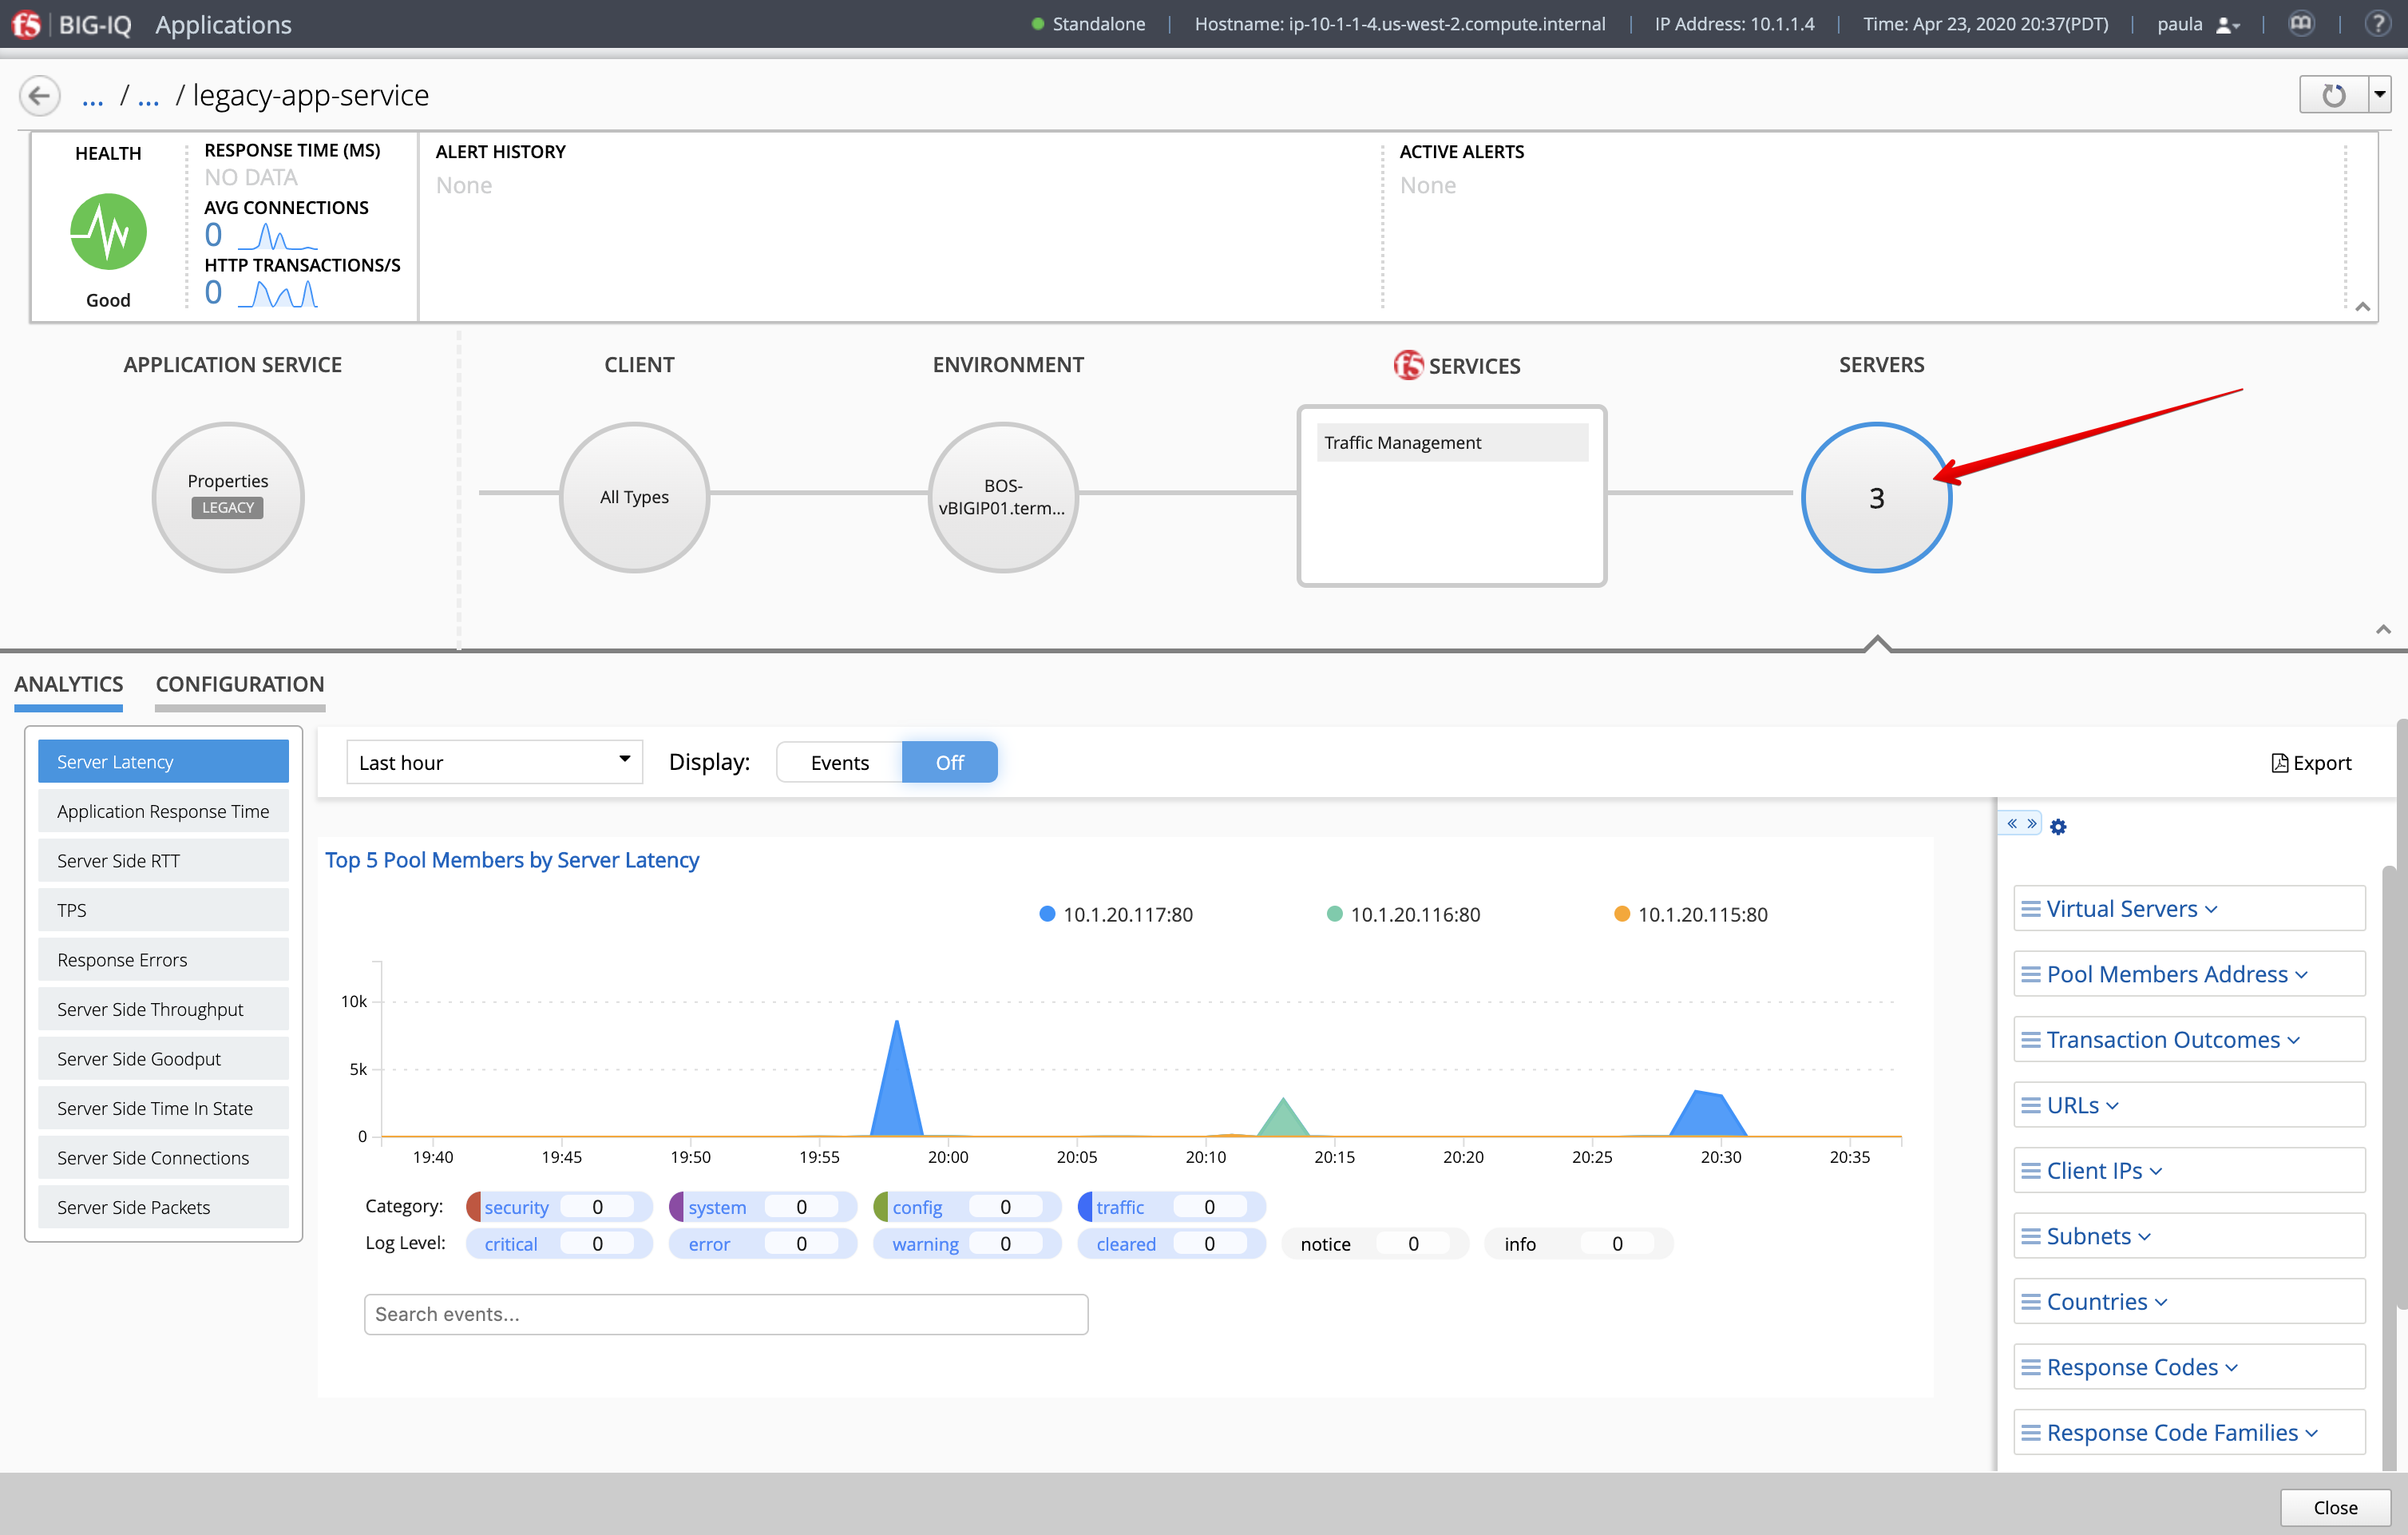 f5 BIG-IQ Applications Standalone Hostname: ip-10-1-1-4.us-west-2.compute.internal IP Address: 10.1.1.4 Time: Apr 23, 2020 20:37(PDT) paula ?
... / ... / legacy-app-service
HEALTH
Good
RESPONSE TIME (MS)
NO DATA
AVG CONNECTIONS
0
HTTP TRANSACTIONS/S
0
ALERT HISTORY
None
ACTIVE ALERTS
None
APPLICATION SERVICE
CLIENT
ENVIRONMENT
f5 SERVICES
SERVERS
Properties
LEGACY
All Types
BOS-
vBIGIP01.term...
Traffic Management
3
ANALYTICS CONFIGURATION
Server Latency
Application Response Time
Server Side RTT
TPS
Response Errors
Server Side Throughput
Server Side Goodput
Server Side Time In State
Server Side Connections
Server Side Packets
Last hour Display: Events Off Export
Top 5 Pool Members by Server Latency
10.1.20.117:80 10.1.20.116:80 10.1.20.115:80
10k
5k
0
19:40 19:45 19:50 19:55 20:00 20:05 20:10 20:15 20:20 20:25 20:30 20:35
Category: security 0 system 0 config 0 traffic 0
Log Level: critical 0 error 0 warning 0 cleared 0 notice 0 info 0
Search events...
« »
Virtual Servers
Pool Members Address
Transaction Outcomes
URLs
Client IPs
Subnets
Countries
Response Codes
Response Code Families
Close